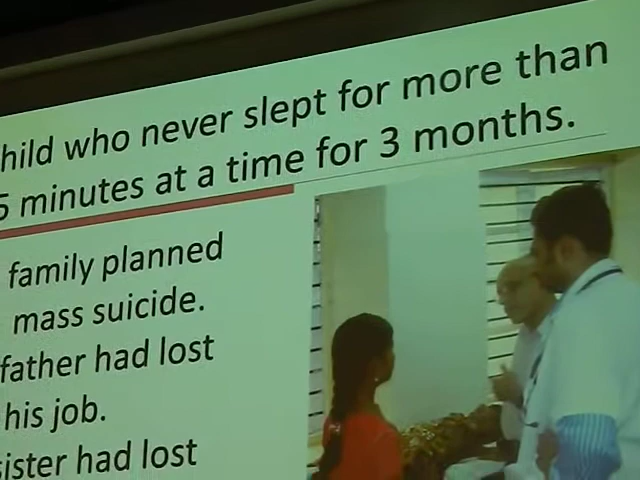 hild who never slept for more than
5 minutes at a time for 3 months.
family planned
mass suicide.
father had lost
his job.
sister had lost